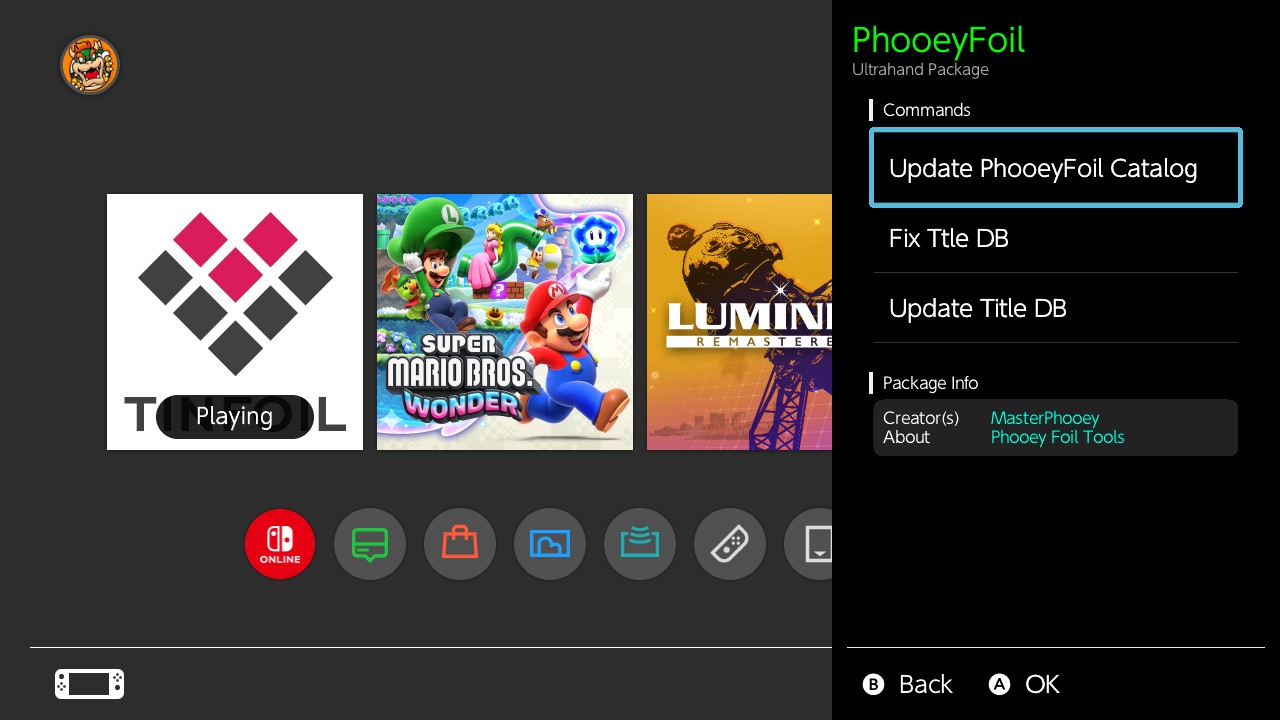 PhooeyFoil
Ultrahand Package
Commands
Update PhooeyFoil Catalog
Fix Ttle DB
Update Title DB
Package Info
Creator(s) MasterPhooey
About Phooey Foil Tools
B Back A OK
TINFOIL
Playing
L
SUPER
MARIO BROS.
WONDER
LUMIN
REMASTERE
ONLINE